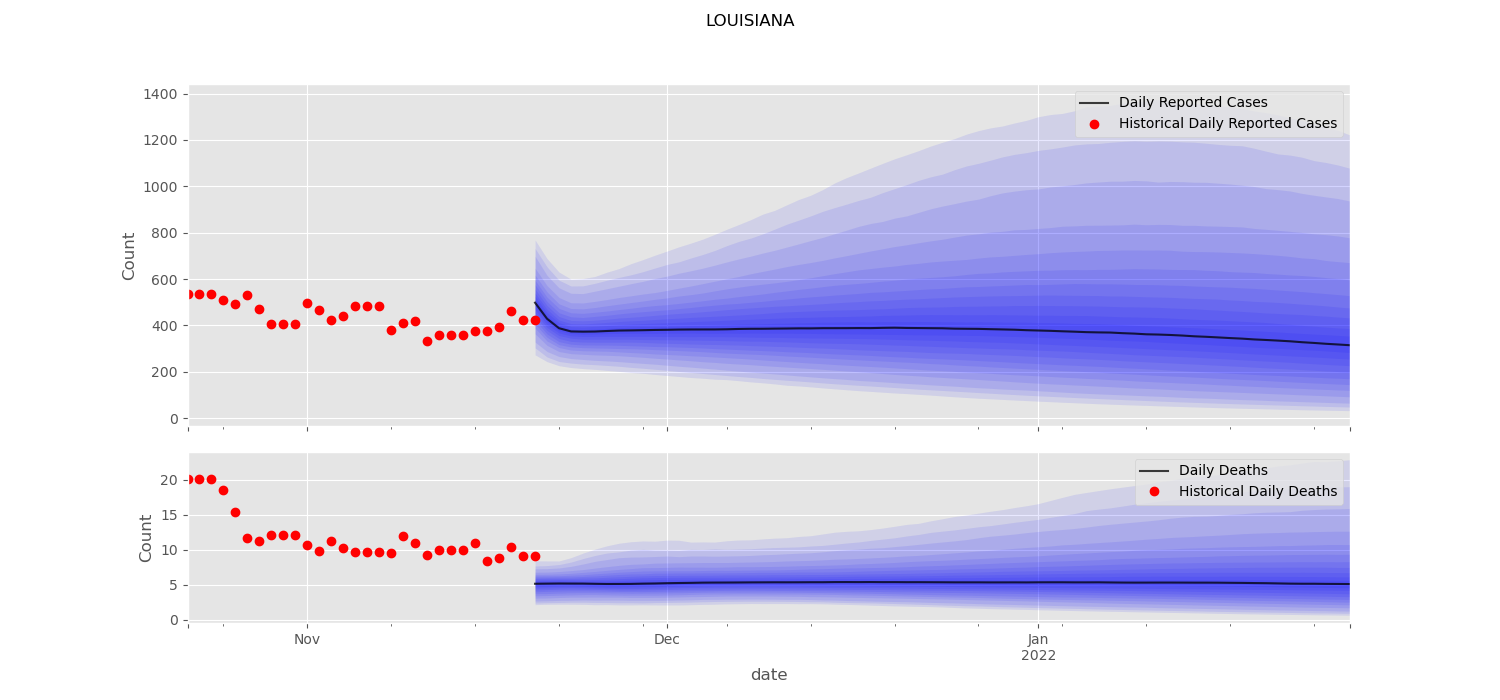 LOUISIANA
1400
1200
1000
800
600
400
200
0
Count
Daily Reported Cases
Historical Daily Reported Cases
20
15
10
5
0
Count
Daily Deaths
Historical Daily Deaths
Nov
Dec
Jan
2022
date